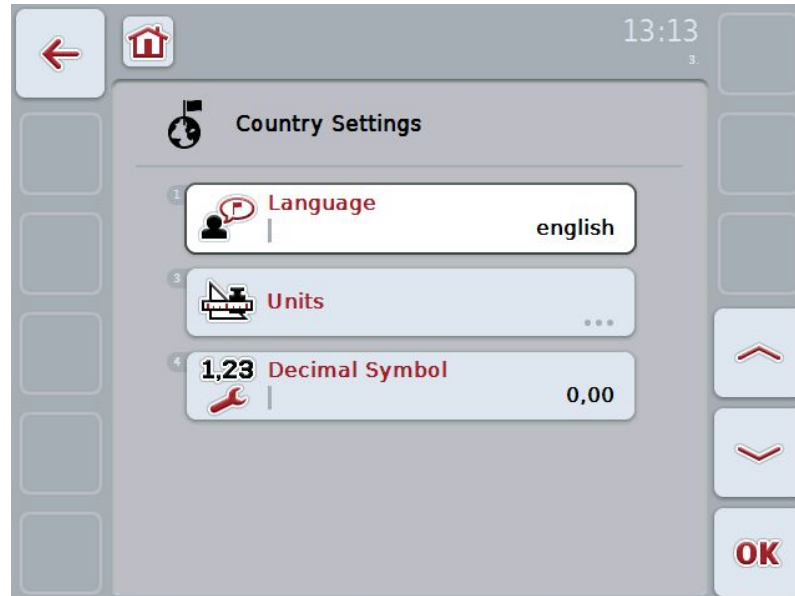 13:13
3.
Country Settings
1
Language
english
3
Units
...
4
1,23
Decimal Symbol
0,00
OK